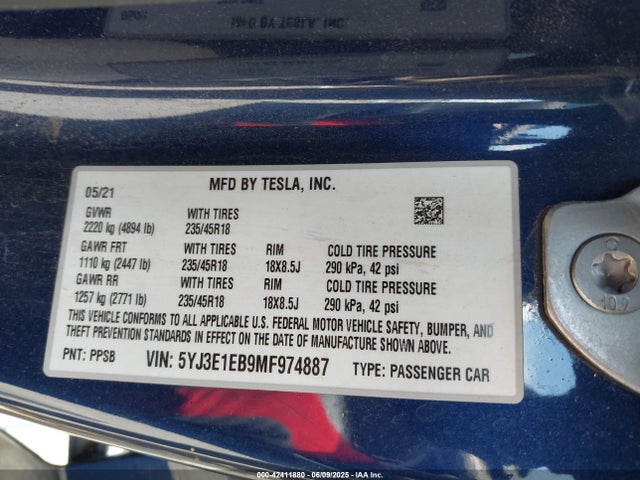 MFD BY TESLA, INC.
05/21
GVWR WITH TIRES
2220 kg (4894 lb) 235/45R18
GAWR FRT WITH TIRES RIM COLD TIRE PRESSURE
1110 kg (2447 lb) 235/45R18 18X8.5J 290 kPa, 42 psi
GAWR RR WITH TIRES RIM COLD TIRE PRESSURE
1257 kg (2771 lb) 235/45R18 18X8.5J 290 kPa, 42 psi
THIS VEHICLE CONFORMS TO ALL APPLICABLE U.S. FEDERAL MOTOR VEHICLE SAFETY, BUMPER, AND
THEFT PREVENTION STANDARDS IN EFFECT ON THE DATE OF MANUFACTURE SHOWN ABOVE.
PNT: PPSB VIN: 5YJ3E1EB9MF974887 TYPE: PASSENGER CAR
10.9
000-42411880 - 06/09/2025 - IAA Inc.